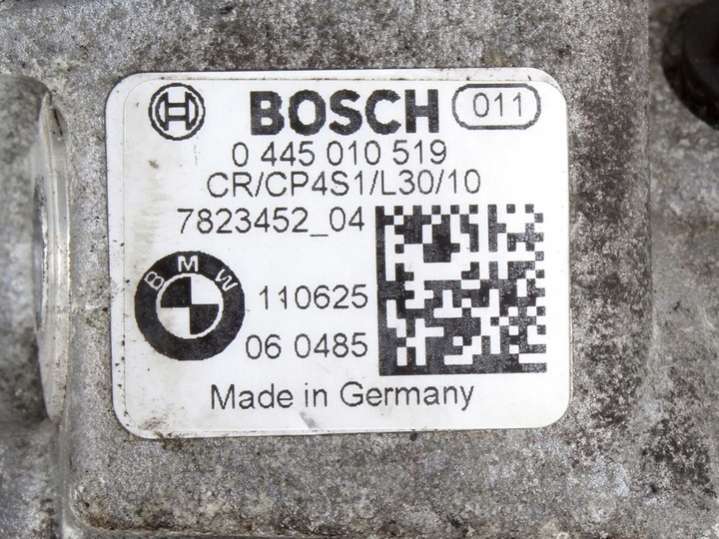 BOSCH 011
0 445 010 519
CR/CP4S1/L30/10
7823452_04
BMW
110625
06 0485
Made in Germany